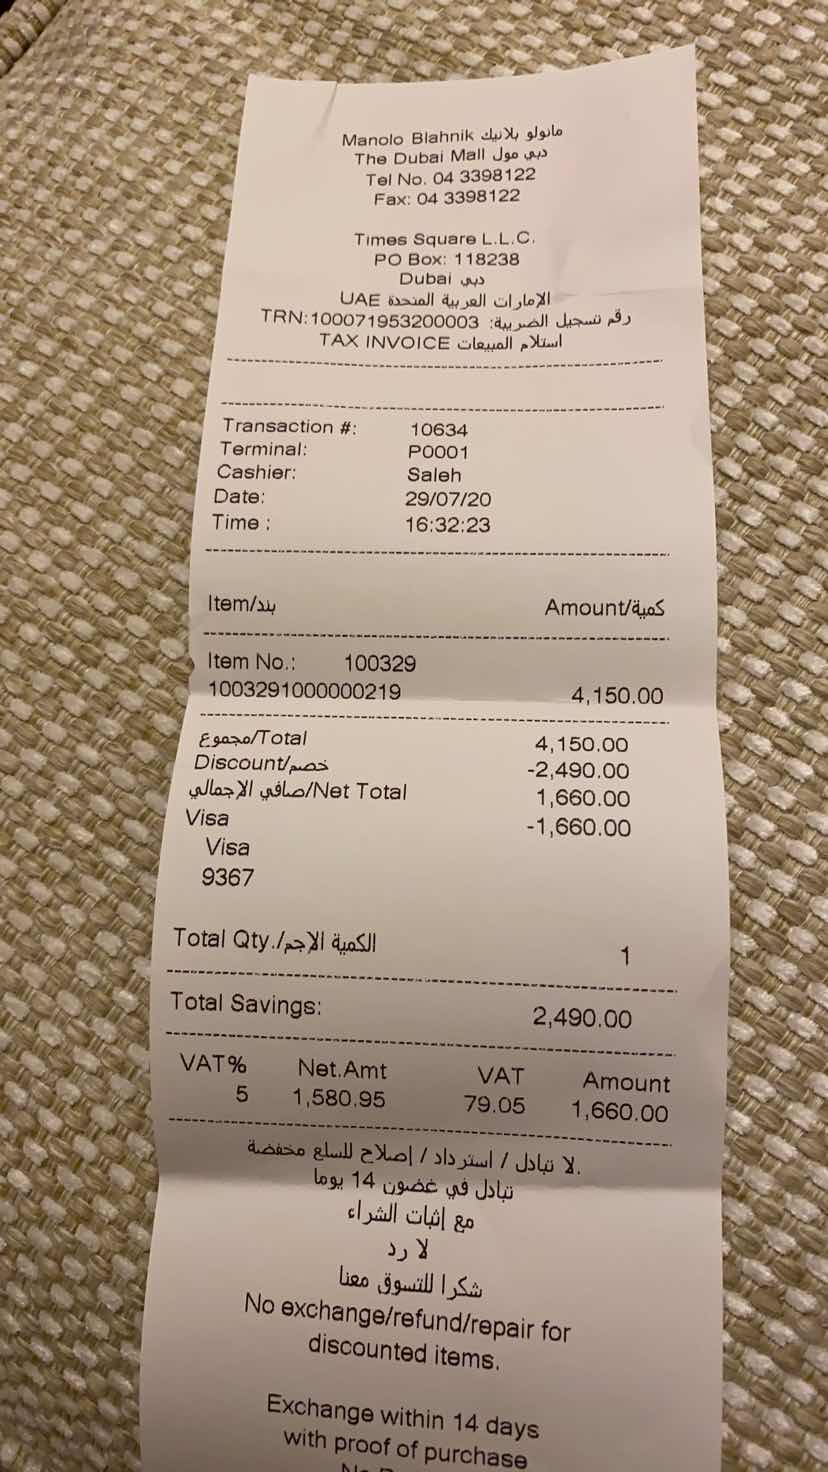 Manolo Blahnik مانولو بلانيك
The Dubai Mall دبي مول
Tel No. 04 3398122
Fax: 04 3398122
Times Square L.L.C.
PO Box: 118238
Dubai دبي
UAE الإمارات العربية المتحدة
TRN:100071953200003 رقم تسجيل الضريبة:
TAX INVOICE استلام المبيعات
Transaction #: 10634
Terminal: P0001
Cashier: Saleh
Date: 29/07/20
Time : 16:32:23
Item/بند Amount/كمية
Item No.: 100329
1003291000000219 4,150.00
مجموع/Total 4,150.00
Discount/خصم -2,490.00
صافي الإجمالي/Net Total 1,660.00
Visa -1,660.00
Visa
9367
Total Qty./الكمية الإجم 1
Total Savings: 2,490.00
VAT% Net.Amt VAT Amount
5 1,580.95 79.05 1,660.00
لا تبادل / استرداد / إصلاح للسلع مخفضة.
تبادل في غضون 14 يوما
مع إثبات الشراء
لا رد
شكرا للتسوق معنا
No exchange/refund/repair for
discounted items.
Exchange within 14 days
with proof of purchase